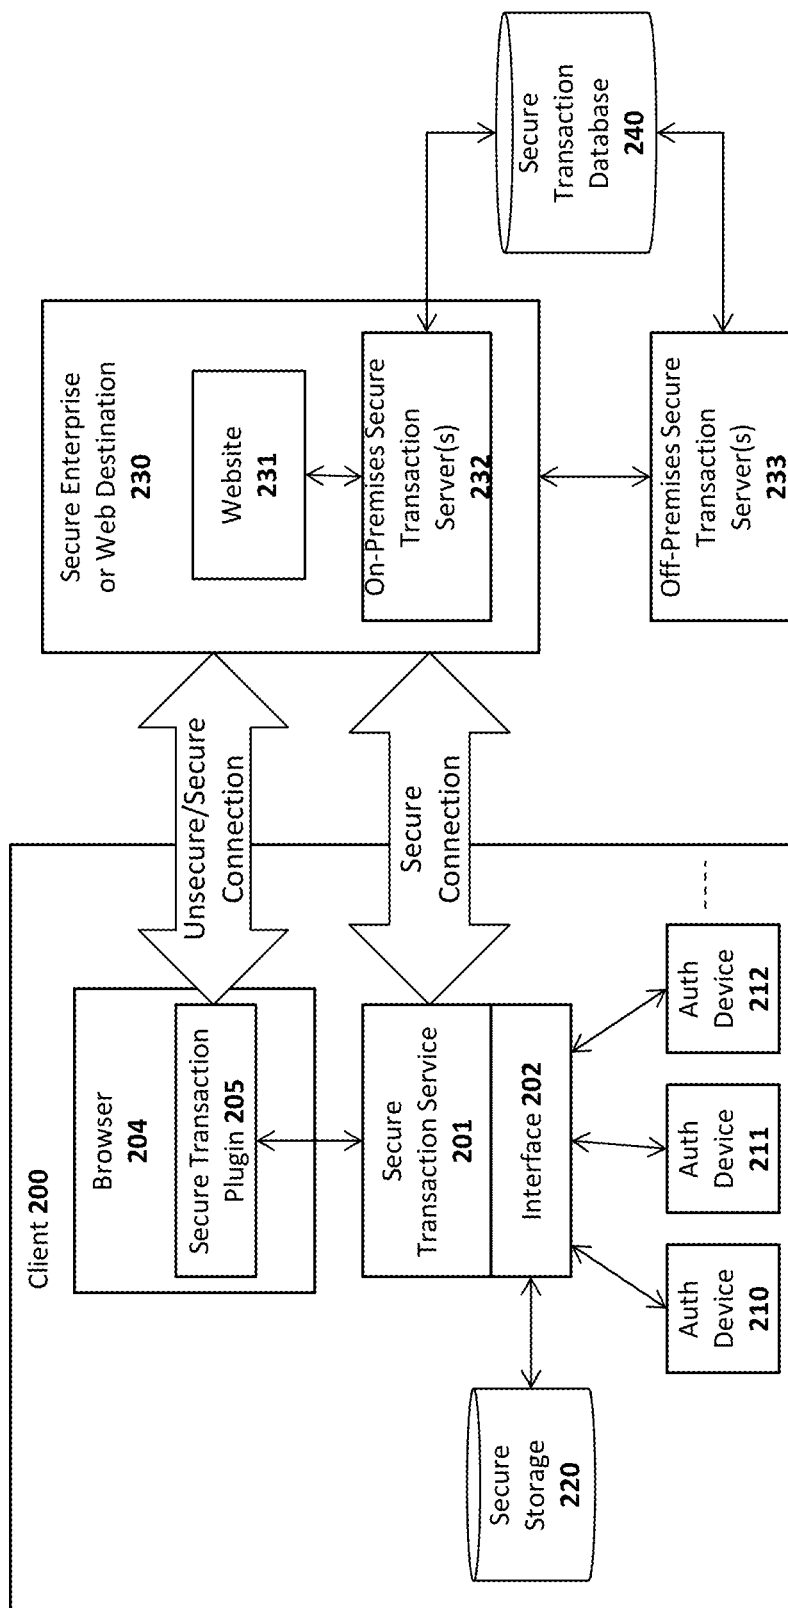 Client 200
Browser
204
Secure Transaction
Plugin 205
Secure
Transaction Service
201
Interface 202
Secure
Storage
220
Auth
Device
210
Auth
Device
211
Auth
Device
212
Unsecure/Secure
Connection
Secure
Connection
Secure Enterprise
or Web Destination
230
Website
231
On-Premises Secure
Transaction
Server(s)
232
Off-Premises Secure
Transaction
Server(s)
233
Secure
Transaction
Database
240